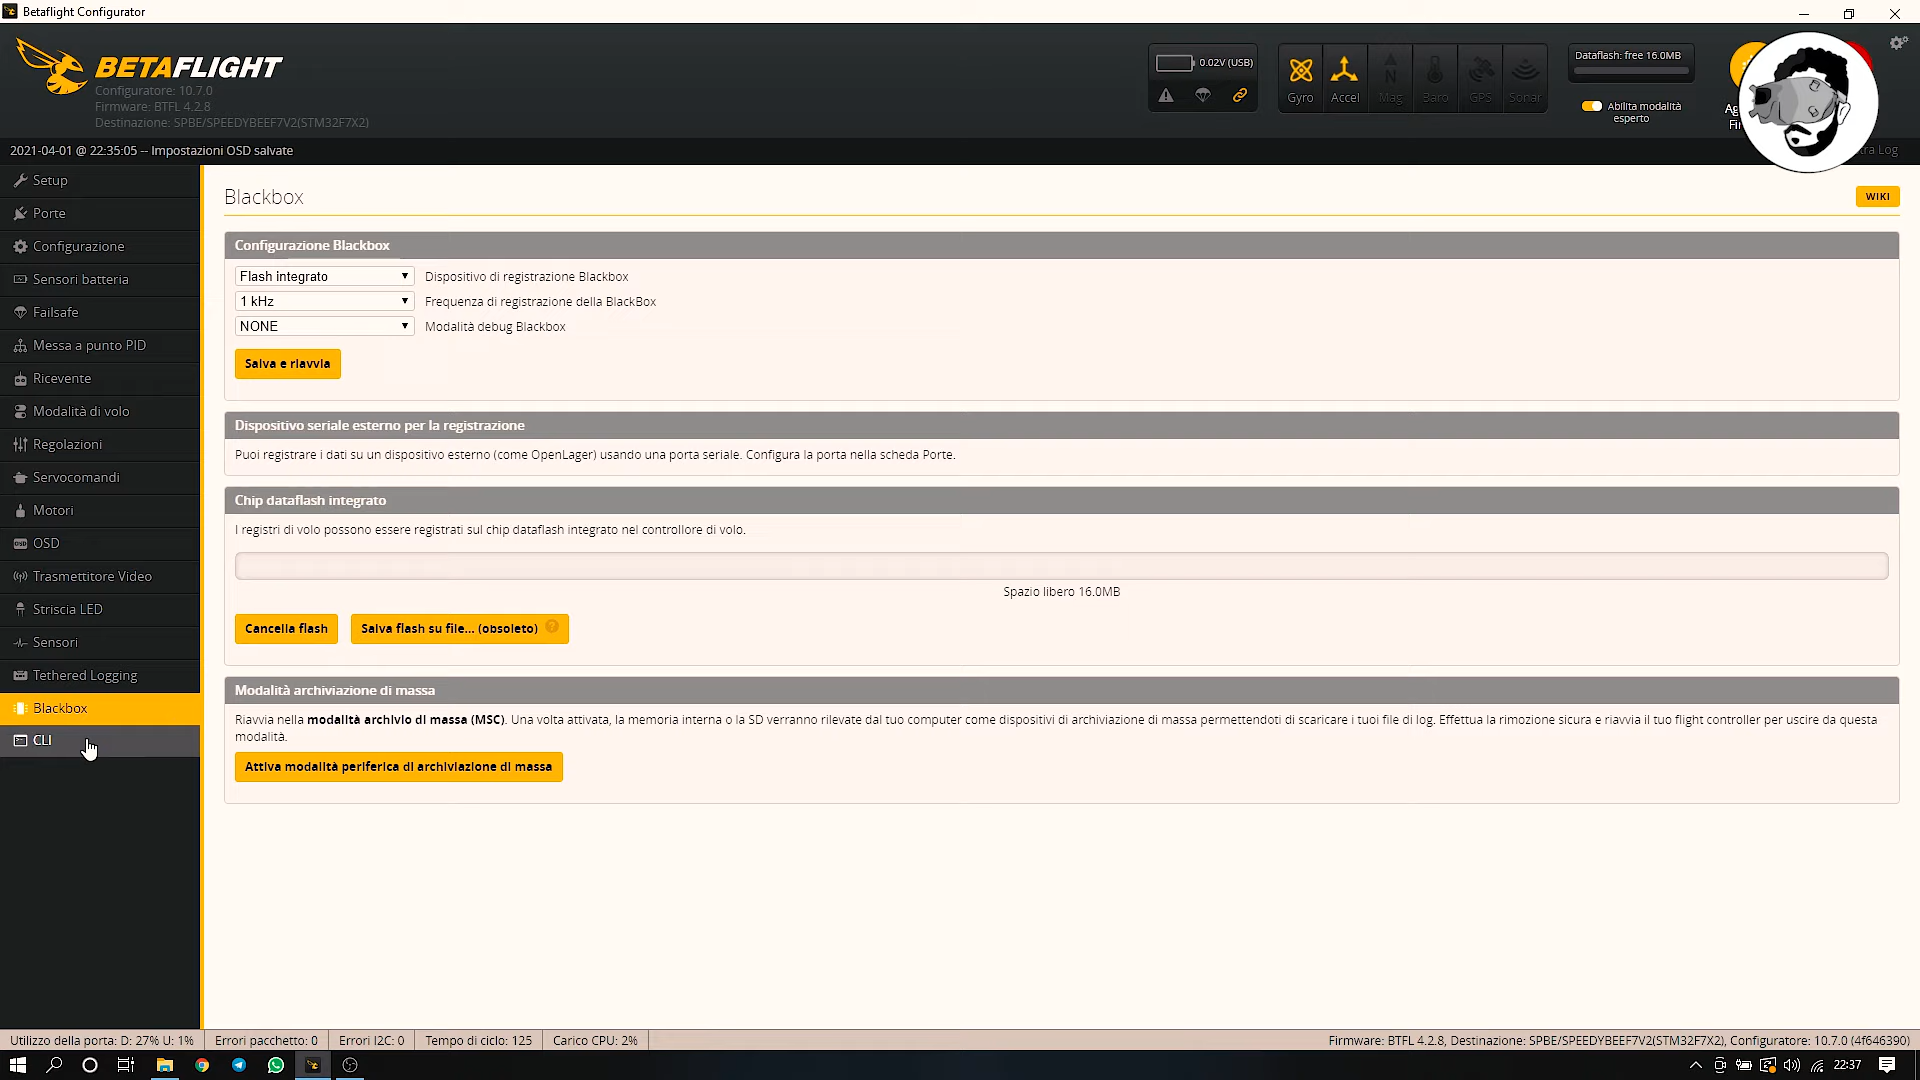 Betaflight Configurator
BETAFLIGHT
Configuratore: 10.7.0
Firmware: BTFL 4.2.8
Destinazione: SPBE/SPEEDYBEEF7V2(STM32F7X2)
0.02V (USB)
Gyro
Accel
Mag
Baro
GPS
Sonar
Dataflash: free 16.0MB
Abilita modalità
esperto
2021-04-01 @ 22:35:05 -- Impostazioni OSD salvate
Log
Setup
Porte
Configurazione
Sensori batteria
Failsafe
Messa a punto PID
Ricevente
Modalità di volo
Regolazioni
Servocomandi
Motori
OSD
Trasmettitore Video
Striscia LED
Sensori
Tethered Logging
Blackbox
CLI
Blackbox
WIKI
Configurazione Blackbox
Flash integrato Dispositivo di registrazione Blackbox
1 kHz Frequenza di registrazione della BlackBox
NONE Modalità debug Blackbox
Salva e riavvia
Dispositivo seriale esterno per la registrazione
Puoi registrare i dati su un dispositivo esterno (come OpenLager) usando una porta seriale. Configura la porta nella scheda Porte.
Chip dataflash integrato
I registri di volo possono essere registrati sul chip dataflash integrato nel controllore di volo.
Spazio libero 16.0MB
Cancella flash Salva flash su file... (obsoleto) ?
Modalità archiviazione di massa
Riavvia nella modalità archivio di massa (MSC). Una volta attivata, la memoria interna o la SD verranno rilevate dal tuo computer come dispositivi di archiviazione di massa permettendoti di scaricare i tuoi file di log. Effettua la rimozione sicura e riavvia il tuo flight controller per uscire da questa
modalità.
Attiva modalità periferica di archiviazione di massa
Utilizzo della porta: D: 27% U: 1% Errori pacchetto: 0 Errori I2C: 0 Tempo di ciclo: 125 Carico CPU: 2% Firmware: BTFL 4.2.8, Destinazione: SPBE/SPEEDYBEEF7V2(STM32F7X2), Configuratore: 10.7.0 (4f646390)
22:37